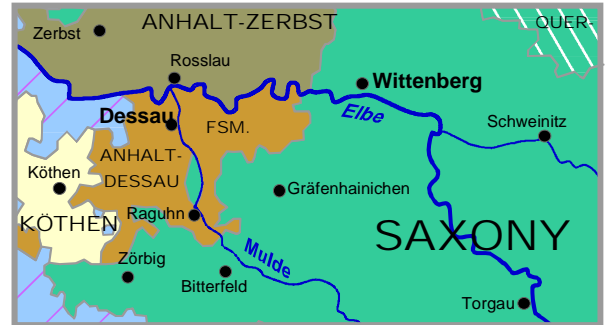 ANHALT-ZERBST
QUER-
Zerbst
Rosslau
Wittenberg
Elbe
Dessau
FSM.
Schweinitz
ANHALT-
DESSAU
Köthen
Gräfenhainichen
KÖTHEN
Raguhn
SAXONY
Mulde
Zörbig
Bitterfeld
Torgau